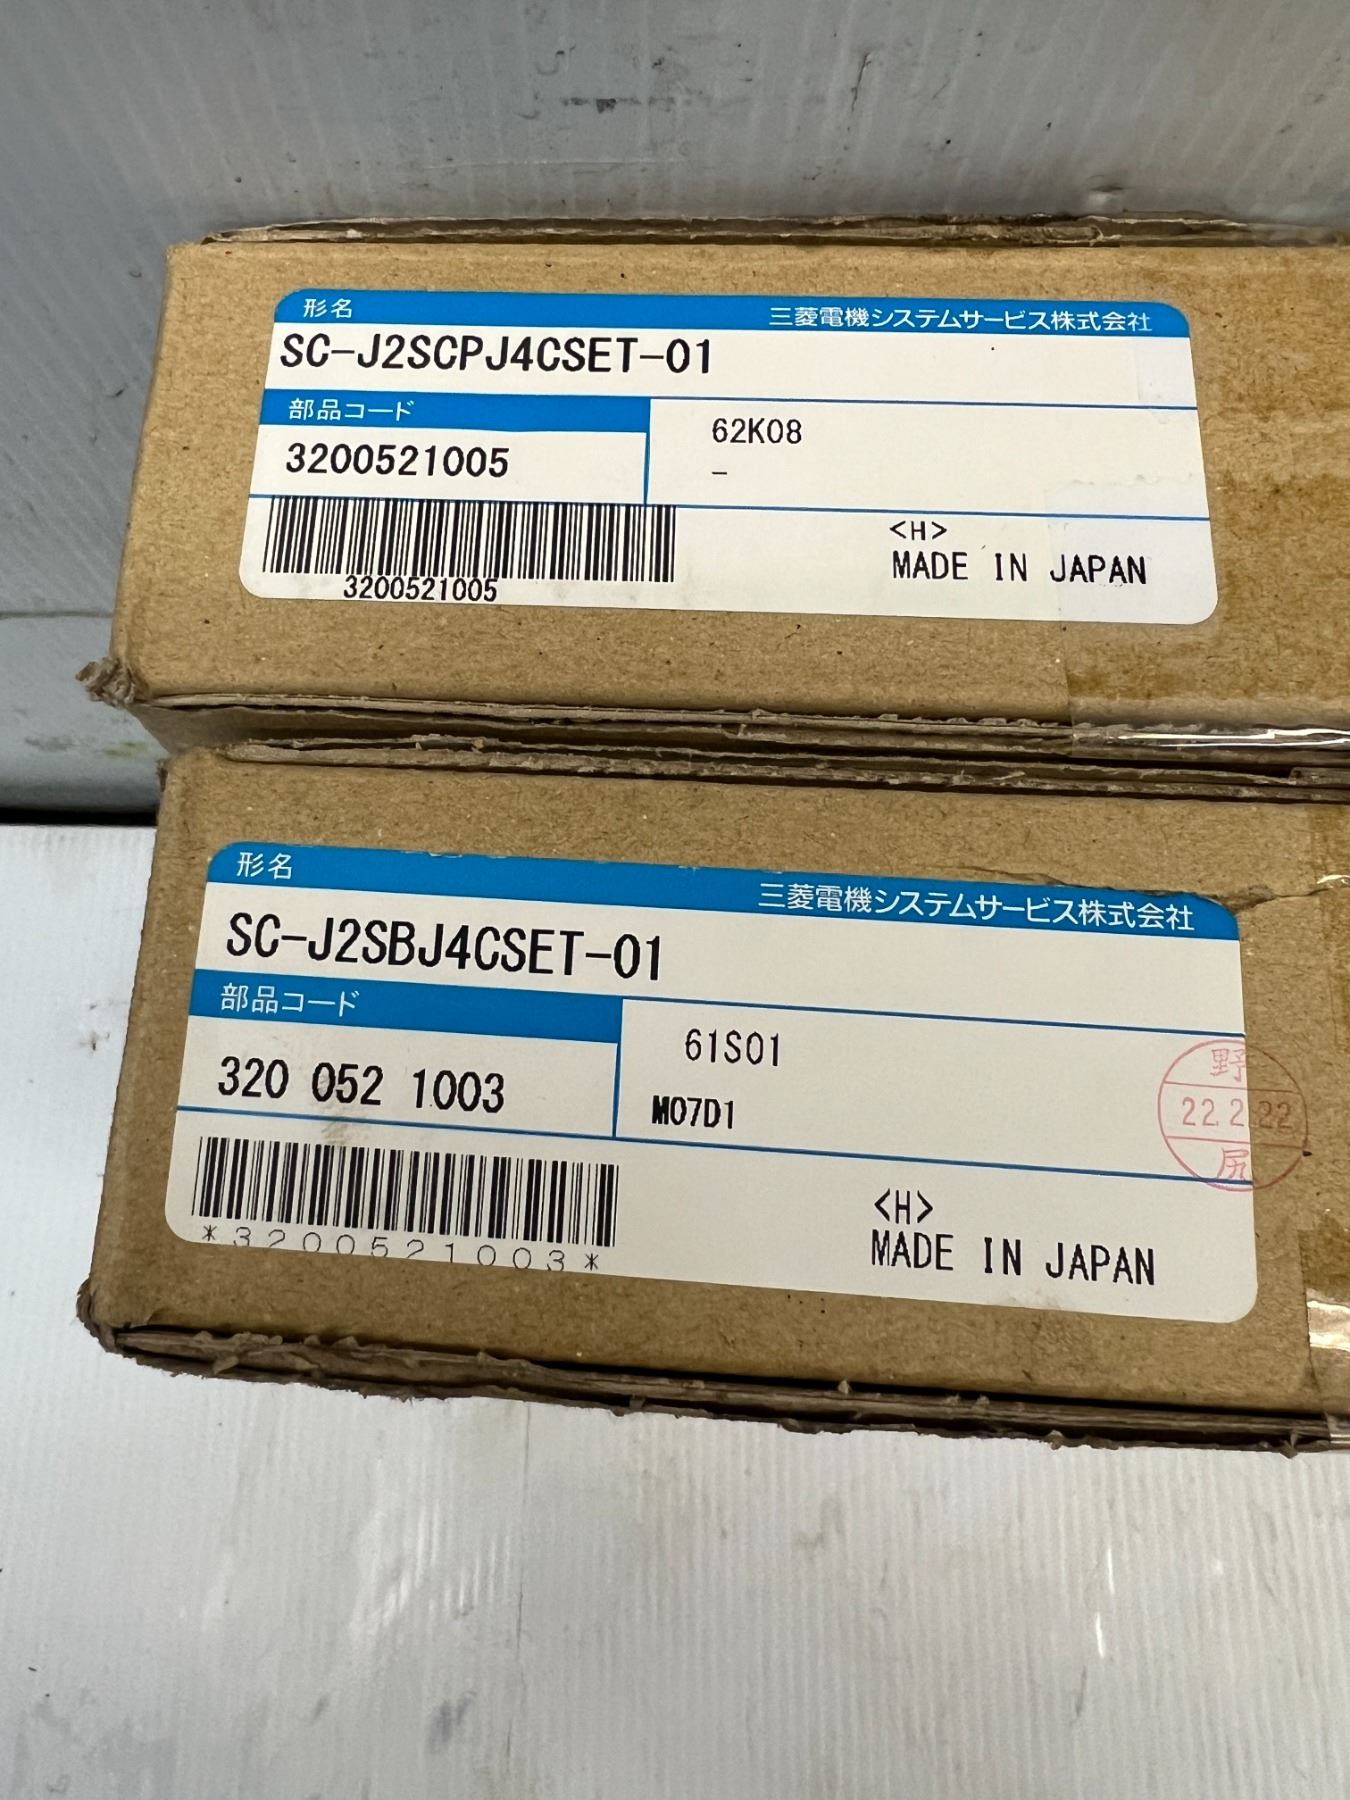 形名
三菱電機システムサービス株式会社
SC-J2SCPJ4CSET-01
部品コード
62K08
3200521005
-
<H>
3200521005
MADE IN JAPAN
形名
三菱電機システムサービス株式会社
SC-J2SBJ4CSET-01
部品コード
61S01
320 052 1003
M07D1
野
22.2.22
尻
*3200521003*
<H>
MADE IN JAPAN